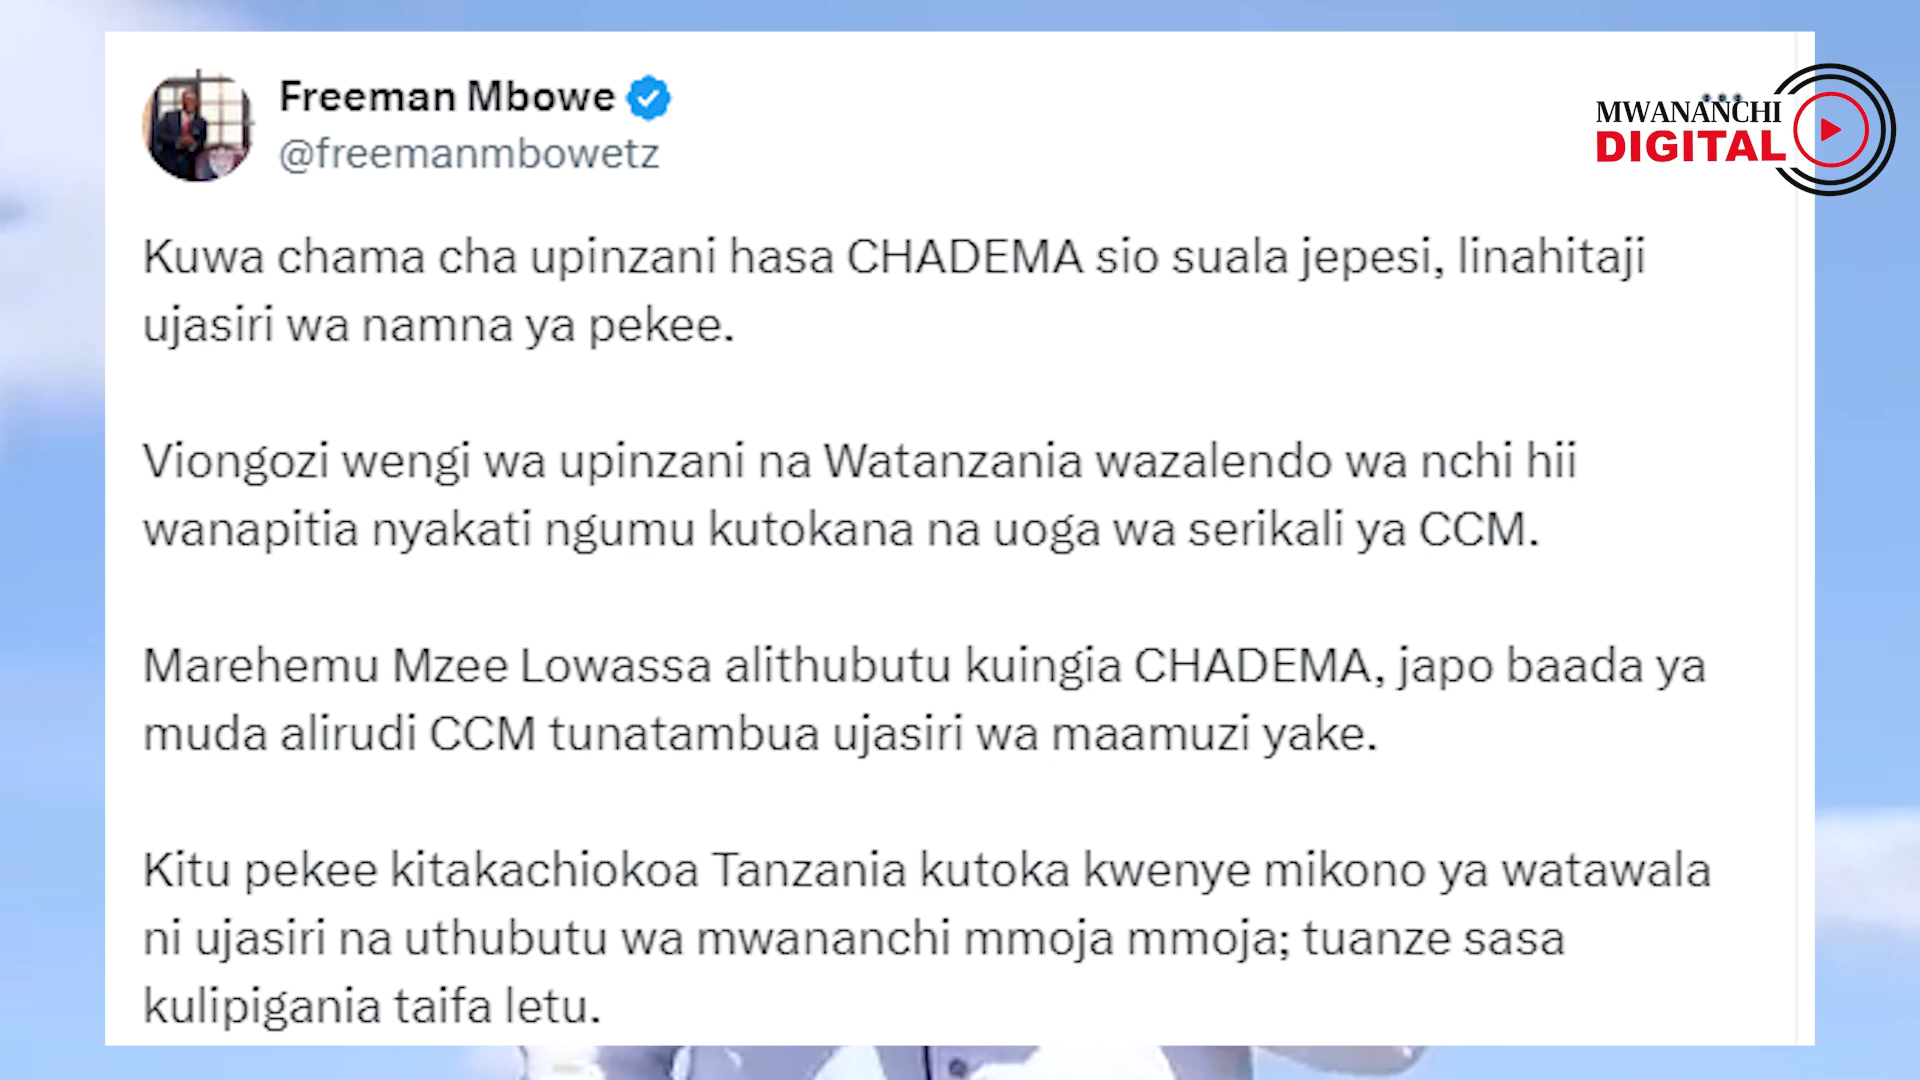 Freeman Mbowe
@freemanmbowetz
MWANANCHI
DIGITAL
Kuwa chama cha upinzani hasa CHADEMA sio suala jepesi, linahitaji
ujasiri wa namna ya pekee.
Viongozi wengi wa upinzani na Watanzania wazalendo wa nchi hii
wanapitia nyakati ngumu kutokana na uoga wa serikali ya CCM.
Marehemu Mzee Lowassa alithubutu kuingia CHADEMA, japo baada ya
muda alirudi CCM tunatambua ujasiri wa maamuzi yake.
Kitu pekee kitakachiokoa Tanzania kutoka kwenye mikono ya watawala
ni ujasiri na uthubutu wa mwananchi mmoja mmoja; tuanze sasa
kulipigania taifa letu.